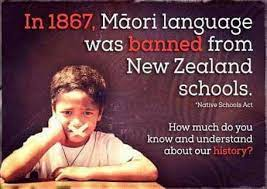 In 1867, Māori language
was banned from
New Zealand
schools.
*Native Schools Act
How much do you
know and understand
about our history?